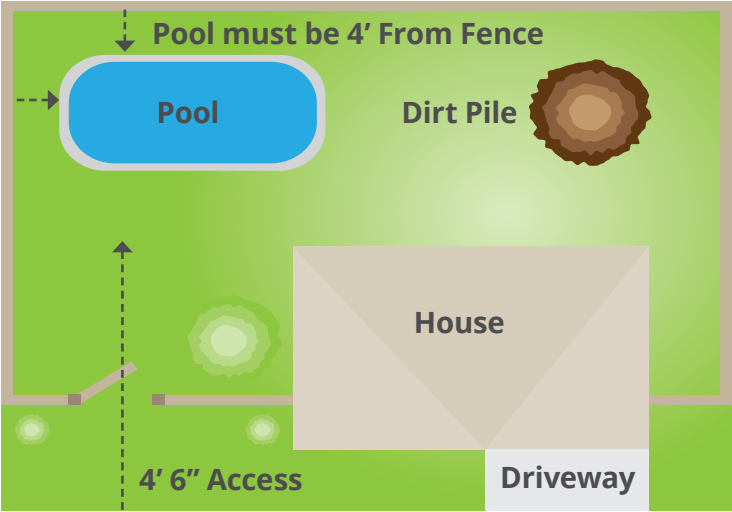 Pool must be 4’ From Fence
Pool
Dirt Pile
House
4’ 6” Access
Driveway